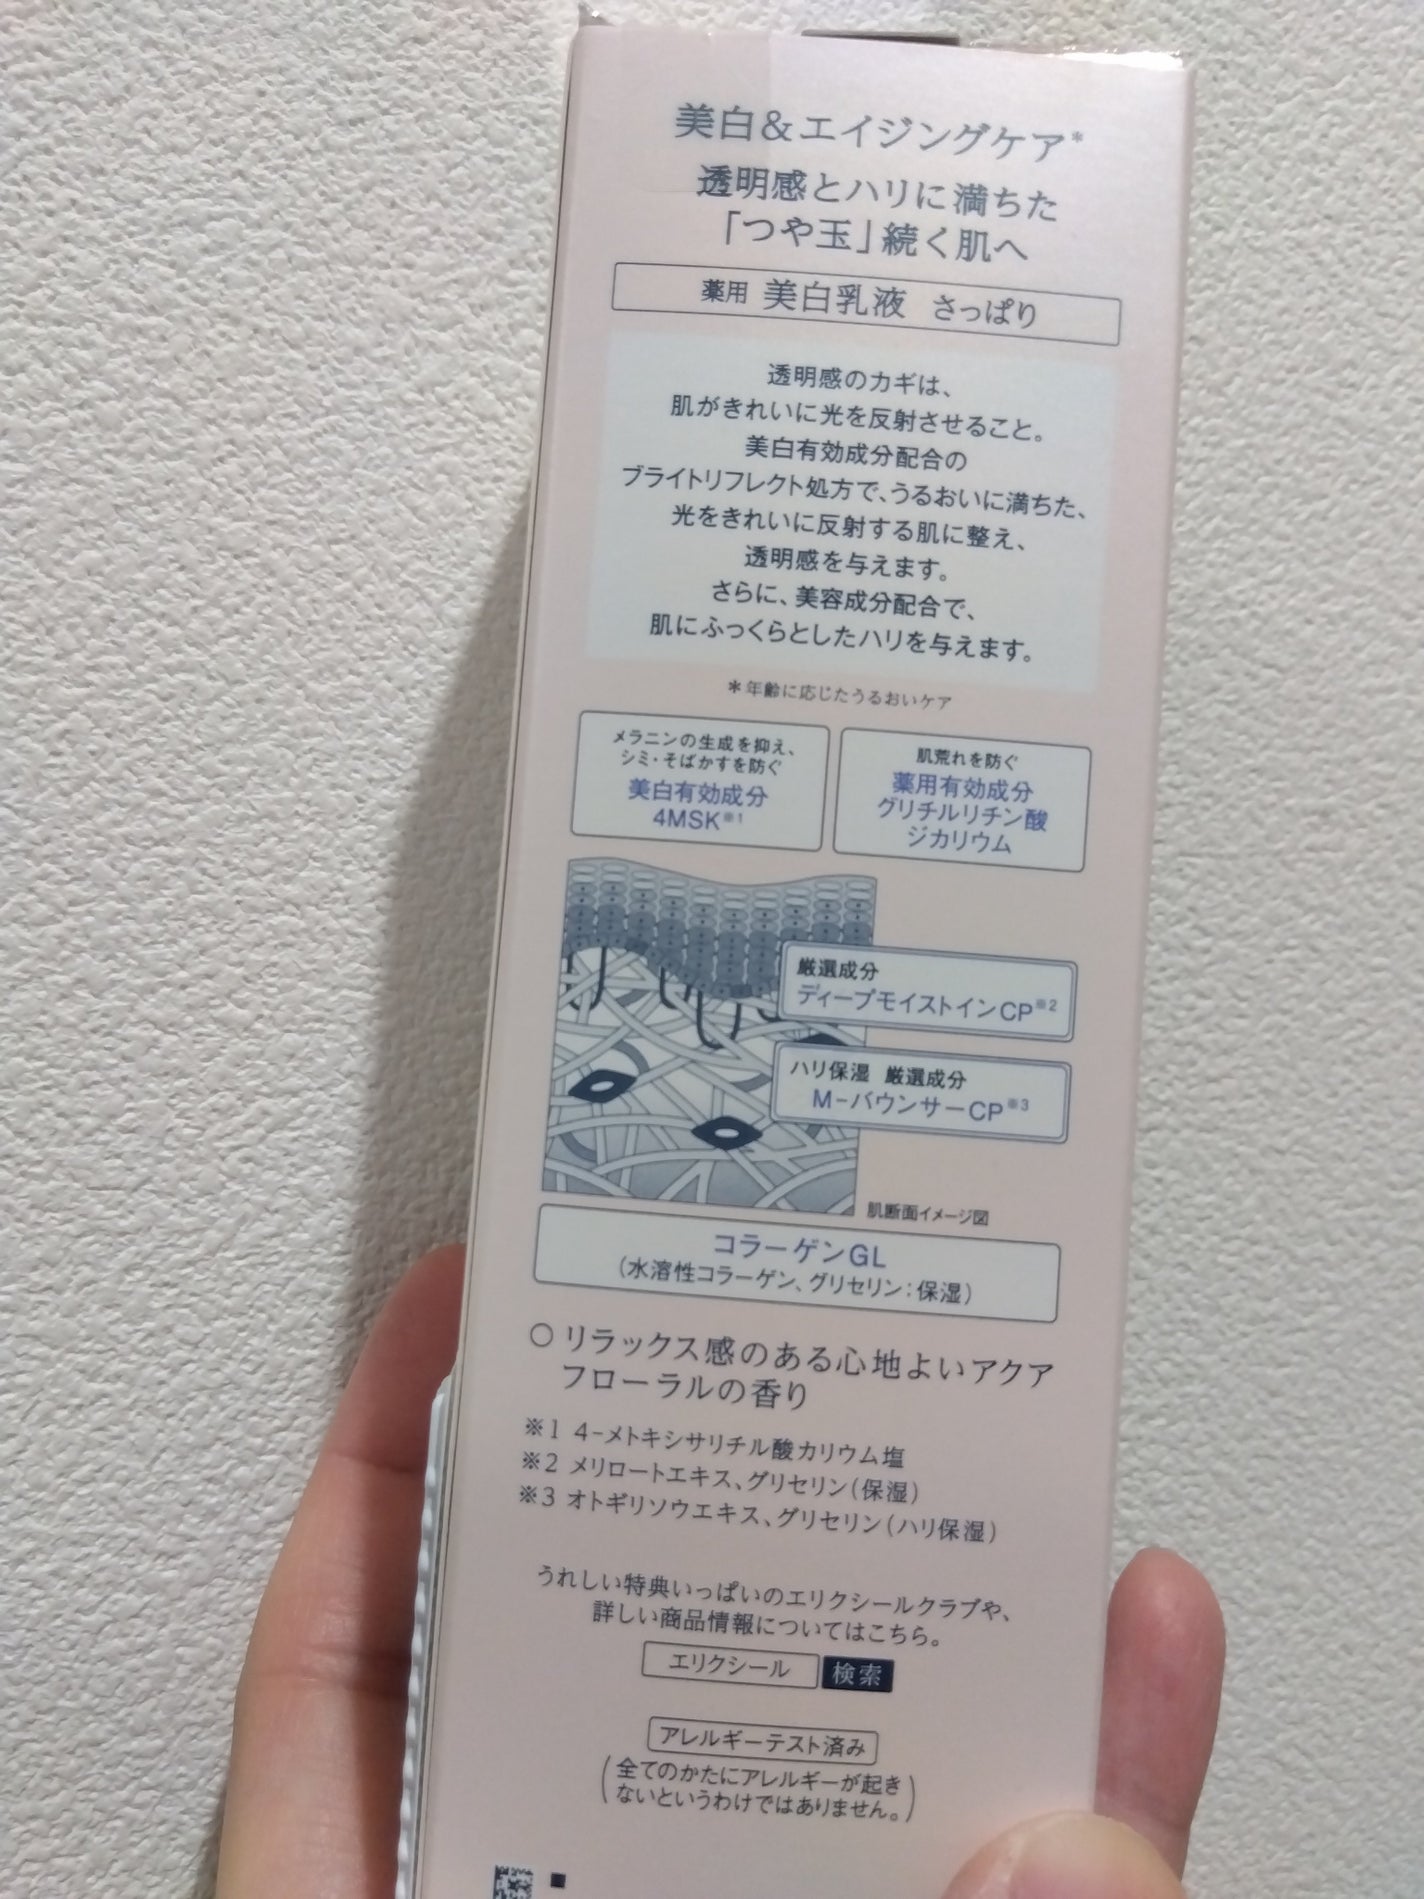 美白&エイジングケア*
透明感とハリに満ちた
「つや玉」続く肌へ
薬用 美白乳液 さっぱり
透明感のカギは、
肌がきれいに光を反射させること。
美白有効成分配合の
ブライトリフレクト処方で、うるおいに満ちた、
光をきれいに反射する肌に整え、
透明感を与えます。
さらに、美容成分配合で、
肌にふっくらとしたハリを与えます。
*年齢に応じたうるおいケア
メラニンの生成を抑え、
シミ・そばかすを防ぐ
美白有効成分
4MSK※1
肌荒れを防ぐ
薬用有効成分
グリチルリチン酸
ジカリウム
厳選成分
ディープモイストインCP※2
ハリ保湿 厳選成分
M-バウンサーCP※3
肌断面イメージ図
コラーゲンGL
(水溶性コラーゲン、グリセリン:保湿)
○リラックス感のある心地よいアクア
フローラルの香り
※1 4-メトキシサリチル酸カリウム塩
※2 メリロートエキス、グリセリン(保湿)
※3 オトギリソウエキス、グリセリン(ハリ保湿)
うれしい特典いっぱいのエリクシールクラブや、
詳しい商品情報についてはこちら。
エリクシール 検索
アレルギーテスト済み
(全てのかたにアレルギーが起き
ないというわけではありません。)